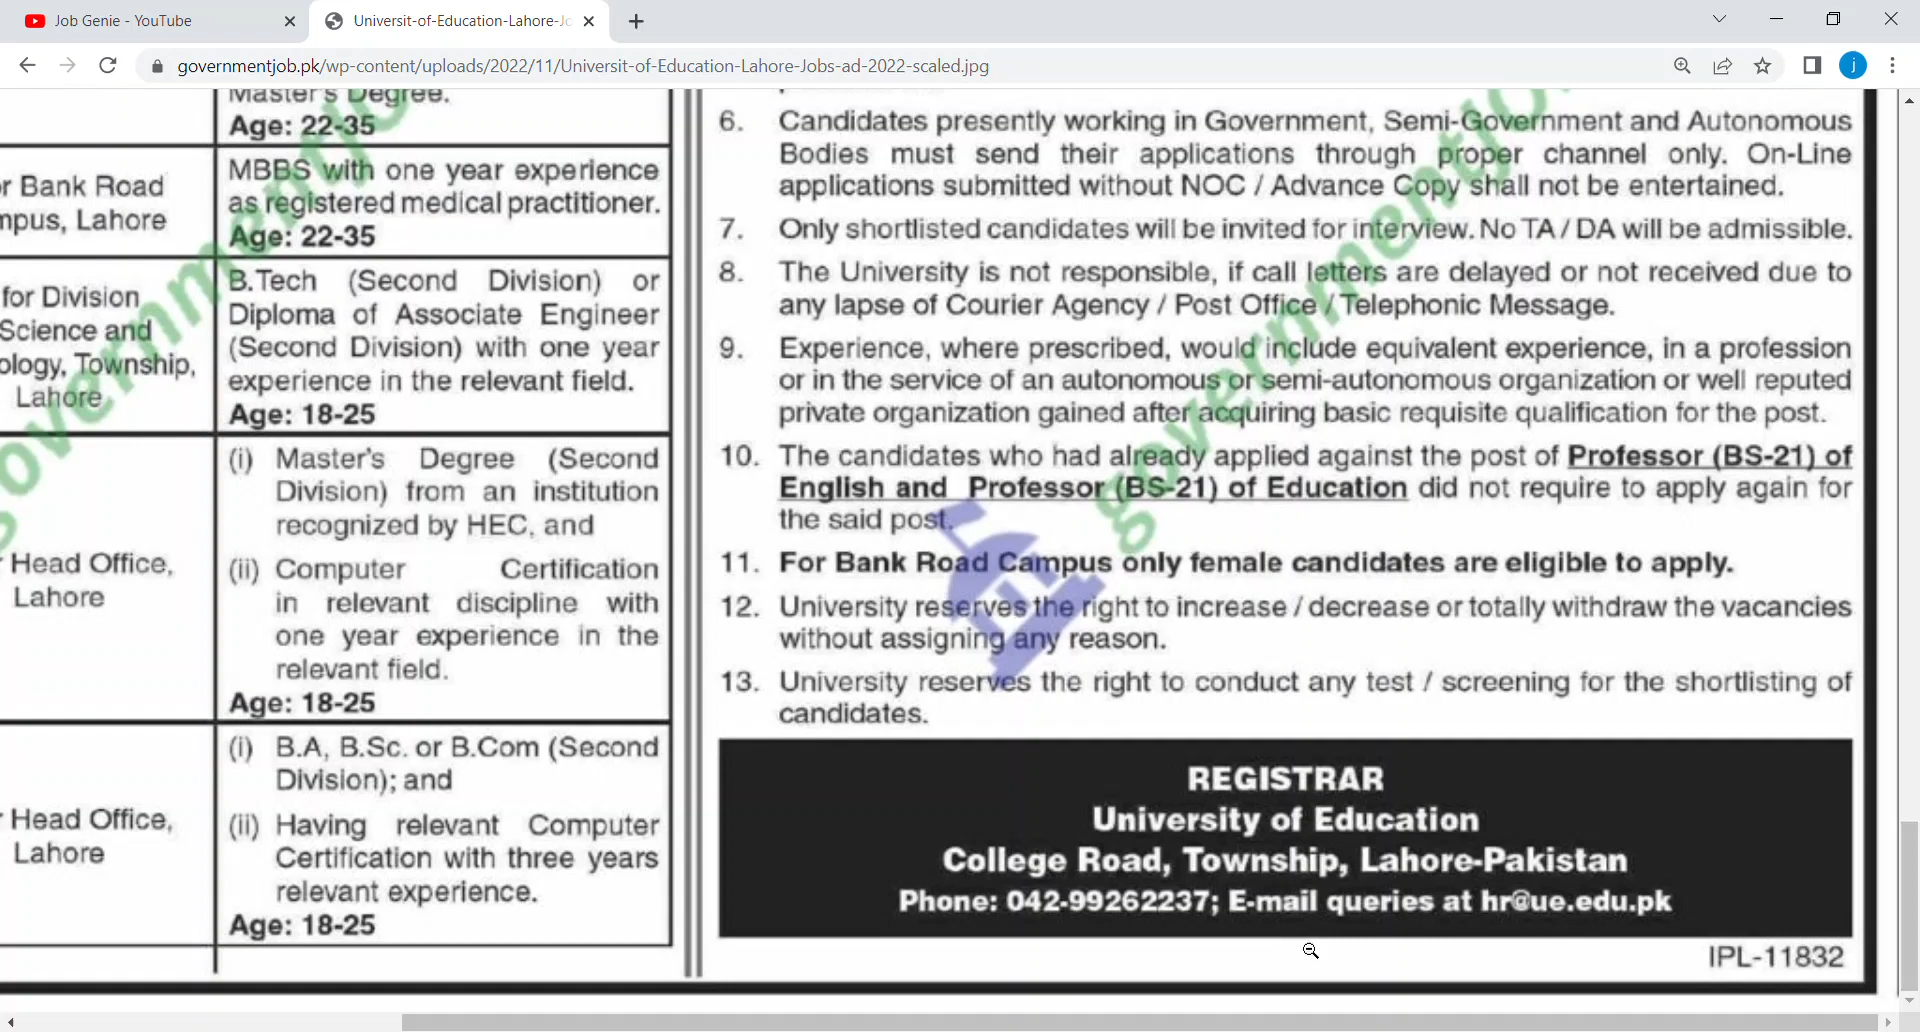 Job Genie - YouTube
Universit-of-Education-Lahore-Jo
governmentjob.pk/wp-content/uploads/2022/11/Universit-of-Education-Lahore-Jobs-ad-2022-scaled.jpg
j
Master's Degree.
Age: 22-35
r Bank Road
mpus, Lahore
MBBS with one year experience
as registered medical practitioner.
Age: 22-35
for Division
Science and
ology, Township,
Lahore
B.Tech (Second Division) or
Diploma of Associate Engineer
(Second Division) with one year
experience in the relevant field.
Age: 18-25
Head Office,
Lahore
(i) Master's Degree (Second
Division) from an institution
recognized by HEC, and
(ii) Computer Certification
in relevant discipline with
one year experience in the
relevant field.
Age: 18-25
Head Office,
Lahore
(i) B.A, B.Sc. or B.Com (Second
Division); and
(ii) Having relevant Computer
Certification with three years
relevant experience.
Age: 18-25
6. Candidates presently working in Government, Semi-Government and Autonomous
Bodies must send their applications through proper channel only. On-Line
applications submitted without NOC / Advance Copy shall not be entertained.
7. Only shortlisted candidates will be invited for interview. No TA / DA will be admissible.
8. The University is not responsible, if call letters are delayed or not received due to
any lapse of Courier Agency / Post Office / Telephonic Message.
9. Experience, where prescribed, would include equivalent experience, in a profession
or in the service of an autonomous or semi-autonomous organization or well reputed
private organization gained after acquiring basic requisite qualification for the post.
10. The candidates who had already applied against the post of Professor (BS-21) of
English and Professor (BS-21) of Education did not require to apply again for
the said post.
11. For Bank Road Campus only female candidates are eligible to apply.
12. University reserves the right to increase / decrease or totally withdraw the vacancies
without assigning any reason.
13. University reserves the right to conduct any test / screening for the shortlisting of
candidates.
REGISTRAR
University of Education
College Road, Township, Lahore-Pakistan
Phone: 042-99262237; E-mail queries at hr@ue.edu.pk
IPL-11832
governmentjo
governmentjo